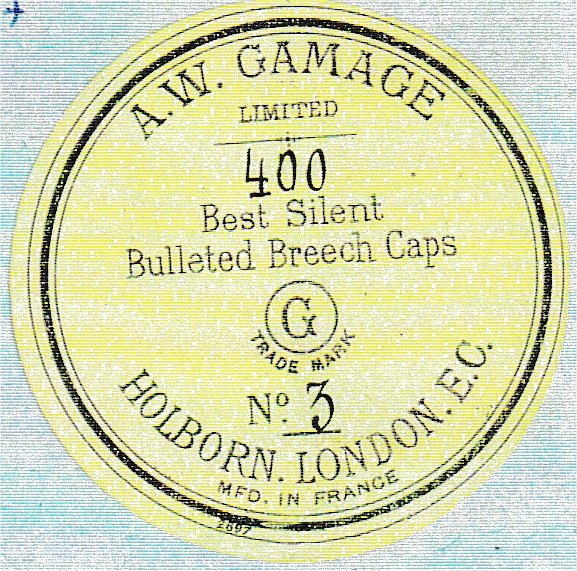 A.W. GAMAGE
LIMITED
400
Best Silent
Bulleted Breech Caps
G
TRADE MARK
Nº 3
HOLBORN. LONDON. E.C.
MFD. IN FRANCE